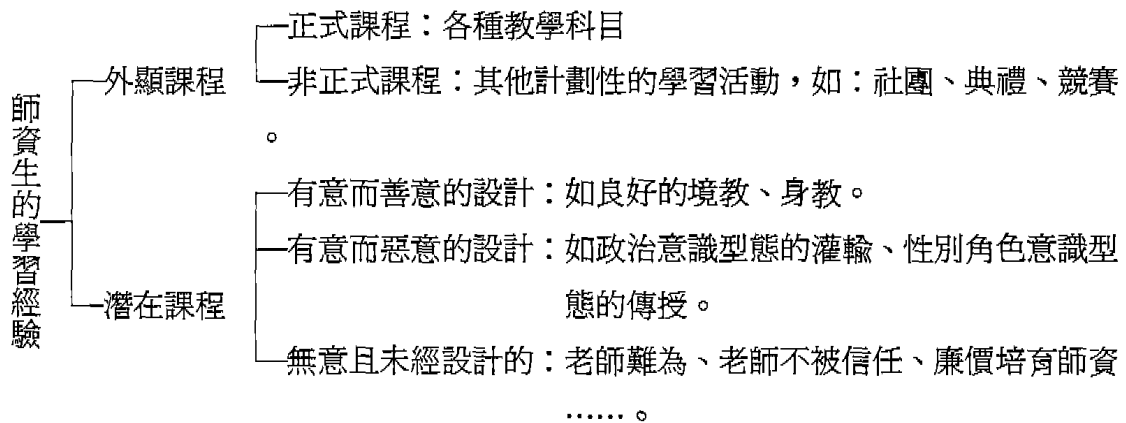 師資生的學習經驗
外顯課程
正式課程：各種教學科目
非正式課程：其他計劃性的學習活動，如：社團、典禮、競賽
。
潛在課程
有意而善意的設計：如良好的境教、身教。
有意而惡意的設計：如政治意識型態的灌輸、性別角色意識型
態的傳授。
無意且未經設計的：老師難為、老師不被信任、廉價培育師資
……。